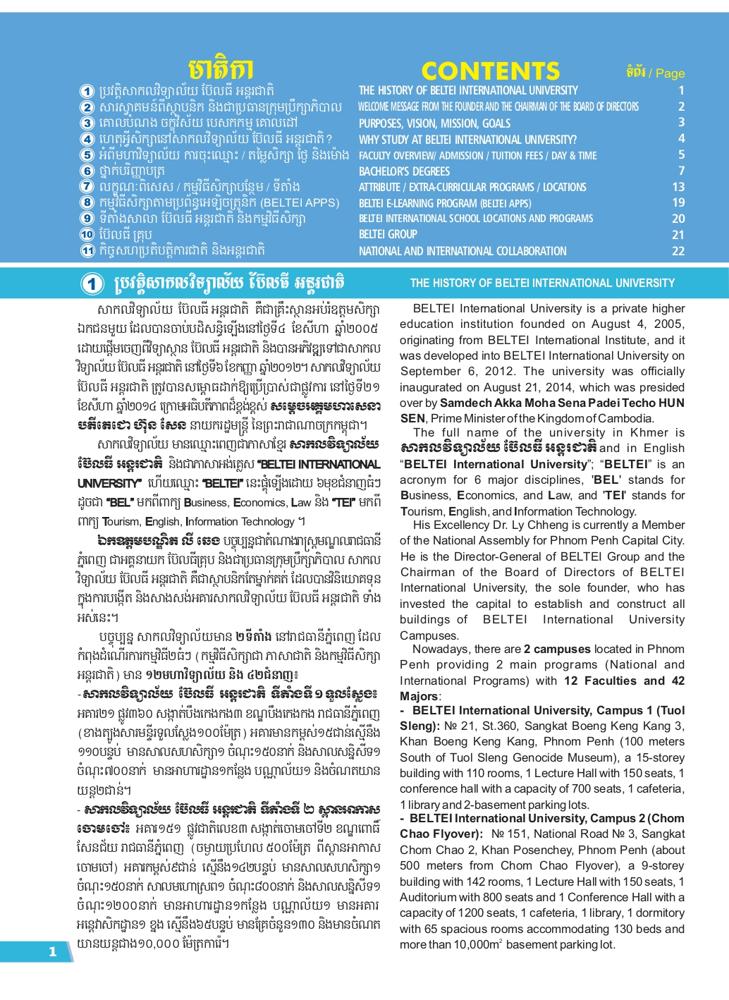 មាតិកា
CONTENTS
ទំព័រ / Page
1 ប្រវត្តិសាកលវិទ្យាល័យ ប៊ែលធី អន្តរជាតិ
THE HISTORY OF BELTEI INTERNATIONAL UNIVERSITY 1
2 សារស្វាគមន៍ពីស្ថាបនិក និងជាប្រធានក្រុមប្រឹក្សាភិបាល
WELCOME MESSAGE FROM THE FOUNDER AND THE CHAIRMAN OF THE BOARD OF DIRECTORS 2
3 គោលបំណង ចក្ខុវិស័យ បេសកកម្ម គោលដៅ
PURPOSES, VISION, MISSION, GOALS 3
4 ហេតុអ្វីសិក្សានៅសាកលវិទ្យាល័យ ប៊ែលធី អន្តរជាតិ ?
WHY STUDY AT BELTEI INTERNATIONAL UNIVERSITY? 4
5 អំពីមហាវិទ្យាល័យ ការចុះឈ្មោះ / តម្លៃសិក្សា ថ្ងៃ និងម៉ោង
FACULTY OVERVIEW/ ADMISSION / TUITION FEES / DAY & TIME 5
6 ថ្នាក់បរិញ្ញាបត្រ
BACHELOR'S DEGREES 7
7 លក្ខណៈពិសេស / កម្មវិធីសិក្សាបន្ថែម / ទីតាំង
ATTRIBUTE / EXTRA-CURRICULAR PROGRAMS / LOCATIONS 13
8 កម្មវិធីសិក្សាតាមប្រព័ន្ធអេឡិចត្រូនិក (BELTEI APPS)
BELTEI E-LEARNING PROGRAM (BELTEI APPS) 19
9 ទីតាំងសាលា ប៊ែលធី អន្តរជាតិ និងកម្មវិធីសិក្សា
BELTEI INTERNATIONAL SCHOOL LOCATIONS AND PROGRAMS 20
10 ប៊ែលធី គ្រុប
BELTEI GROUP 21
11 កិច្ចសហប្រតិបត្តិការជាតិ និងអន្តរជាតិ
NATIONAL AND INTERNATIONAL COLLABORATION 22
1 ប្រវត្តិសាកលវិទ្យាល័យ ប៊ែលធី អន្តរជាតិ
THE HISTORY OF BELTEI INTERNATIONAL UNIVERSITY
សាកលវិទ្យាល័យ ប៊ែលធី អន្តរជាតិ គឺជាគ្រឹះស្ថានអប់រំឧត្តមសិក្សា
ឯកជនមួយ ដែលបានចាប់បដិសន្ធិឡើងនៅថ្ងៃទី៤ ខែសីហា ឆ្នាំ២០០៥
ដោយផ្តើមចេញពីវិទ្យាស្ថាន ប៊ែលធី អន្តរជាតិ និងបានអភិវឌ្ឍទៅជាសាកល
វិទ្យាល័យ ប៊ែលធី អន្តរជាតិ នៅថ្ងៃទី៦ ខែកញ្ញា ឆ្នាំ២០១២។ សាកលវិទ្យាល័យ
ប៊ែលធី អន្តរជាតិ ត្រូវបានសម្ពោធដាក់ឱ្យប្រើប្រាស់ជាផ្លូវការ នៅថ្ងៃទី២១
ខែសីហា ឆ្នាំ២០១៤ ក្រោមអធិបតីភាពដ៏ខ្ពង់ខ្ពស់ សម្តេចអគ្គមហាសេនា
បតីតេជោ ហ៊ុន សែន នាយករដ្ឋមន្ត្រី នៃព្រះរាជាណាចក្រកម្ពុជា។
សាកលវិទ្យាល័យ មានឈ្មោះពេញជាភាសាខ្មែរ សាកលវិទ្យាល័យ
ប៊ែលធី អន្តរជាតិ និងជាភាសាអង់គ្លេស "BELTEI INTERNATIONAL
UNIVERSITY" ហើយឈ្មោះ "BELTEI" នេះផ្តុំឡើងដោយ ៦មុខជំនាញធំៗ
ដូចជា "BEL" មកពីពាក្យ Business, Economics, Law និង "TEI" មកពី
ពាក្យ Tourism, English, Information Technology ។
ឯកឧត្តមបណ្ឌិត លី ឆេង បច្ចុប្បន្នជាតំណាងរាស្ត្រមណ្ឌលរាជធានី
ភ្នំពេញ ជាអគ្គនាយក ប៊ែលធីគ្រុប និងជាប្រធានក្រុមប្រឹក្សាភិបាល សាកល
វិទ្យាល័យ ប៊ែលធី អន្តរជាតិ គឺជាស្ថាបនិកតែម្នាក់គត់ ដែលបានវិនិយោគទុន
ក្នុងការបង្កើត និងសាងសង់អគារសាកលវិទ្យាល័យ ប៊ែលធី អន្តរជាតិ ទាំង
អស់នេះ។
បច្ចុប្បន្ន សាកលវិទ្យាល័យមាន ២ទីតាំង នៅរាជធានីភ្នំពេញ ដែល
កំពុងដំណើរការកម្មវិធី២ធំៗ (កម្មវិធីសិក្សាជា ភាសាជាតិ និងកម្មវិធីសិក្សា
អន្តរជាតិ) មាន ១២មហាវិទ្យាល័យ និង ៤២ជំនាញ៖
-សាកលវិទ្យាល័យ ប៊ែលធី អន្តរជាតិ ទីតាំងទី១ ទួលស្លែង៖
អគារ២១ ផ្លូវ៣៦០ សង្កាត់បឹងកេងកង៣ ខណ្ឌបឹងកេងកង រាជធានីភ្នំពេញ
(ខាងត្បូងសារមន្ទីរទួលស្លែង១០០ម៉ែត្រ) អគារមានកម្ពស់១៥ជាន់ស្មើនឹង
១១០បន្ទប់ មានសាលសហសិក្សា១ ចំណុះ១៥០នាក់ និងសាលសន្និសីទ១
ចំណុះ៧០០នាក់ មានអាហារដ្ឋាន១កន្លែង បណ្ណាល័យ១ និងចំណតយាន
យន្ត២ជាន់។
- សាកលវិទ្យាល័យ ប៊ែលធី អន្តរជាតិ ទីតាំងទី ២ ស្ពានអាកាស
ចោមចៅ៖ អគារ១៥១ ផ្លូវជាតិលេខ៣ សង្កាត់ចោមចៅទី២ ខណ្ឌពោធិ៍
សែនជ័យ រាជធានីភ្នំពេញ (ចម្ងាយប្រហែល ៥០០ម៉ែត្រ ពីស្ពានអាកាស
ចោមចៅ) អគារកម្ពស់៩ជាន់ ស្មើនឹង១៤២បន្ទប់ មានសាលសហសិក្សា១
ចំណុះ១៥០នាក់ សាលមហោស្រព១ ចំណុះ៨០០នាក់ និងសាលសន្និសីទ១
ចំណុះ១២០០នាក់ មានអាហារដ្ឋាន១កន្លែង បណ្ណាល័យ១ មានអគារ
អន្តេវាសិកដ្ឋាន១ ខ្នង ស្មើនឹង៦៥បន្ទប់ មានគ្រែចំនួន១៣០ និងមានចំណត
យានយន្តជាង១០,០០០ ម៉ែត្រការ៉េ។
BELTEI International University is a private higher
education institution founded on August 4, 2005,
originating from BELTEI International Institute, and it
was developed into BELTEI International University on
September 6, 2012. The university was officially
inaugurated on August 21, 2014, which was presided
over by Samdech Akka Moha Sena Padei Techo HUN
SEN, Prime Minister of the Kingdom of Cambodia.
The full name of the university in Khmer is
សាកលវិទ្យាល័យ ប៊ែលធី អន្តរជាតិ and in English
"BELTEI International University"; "BELTEI" is an
acronym for 6 major disciplines, 'BEL' stands for
Business, Economics, and Law, and 'TEI' stands for
Tourism, English, and Information Technology.
His Excellency Dr. Ly Chheng is currently a Member
of the National Assembly for Phnom Penh Capital City.
He is the Director-General of BELTEI Group and the
Chairman of the Board of Directors of BELTEI
International University, the sole founder, who has
invested the capital to establish and construct all
buildings of BELTEI International University
Campuses.
Nowadays, there are 2 campuses located in Phnom
Penh providing 2 main programs (National and
International Programs) with 12 Faculties and 42
Majors:
- BELTEI International University, Campus 1 (Tuol
Sleng): № 21, St.360, Sangkat Boeng Keng Kang 3,
Khan Boeng Keng Kang, Phnom Penh (100 meters
South of Tuol Sleng Genocide Museum), a 15-storey
building with 110 rooms, 1 Lecture Hall with 150 seats, 1
conference hall with a capacity of 700 seats, 1 cafeteria,
1 library and 2-basement parking lots.
- BELTEI International University, Campus 2 (Chom
Chao Flyover): № 151, National Road № 3, Sangkat
Chom Chao 2, Khan Posenchey, Phnom Penh (about
500 meters from Chom Chao Flyover), a 9-storey
building with 142 rooms, 1 Lecture Hall with 150 seats, 1
Auditorium with 800 seats and 1 Conference Hall with a
capacity of 1200 seats, 1 cafeteria, 1 library, 1 dormitory
with 65 spacious rooms accommodating 130 beds and
more than 10,000m² basement parking lot.
1